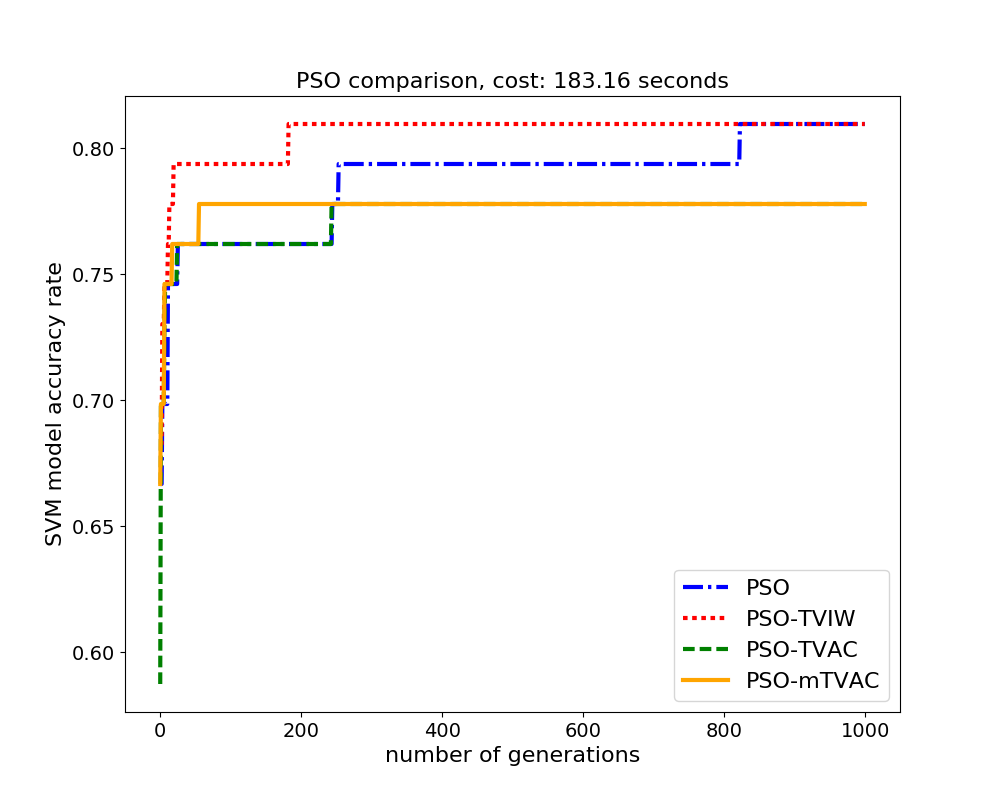 PSO comparison, cost: 183.16 seconds
SVM model accuracy rate
0.80
0.75
0.70
0.65
0.60
0 200 400 600 800 1000
number of generations
PSO
PSO-TVIW
PSO-TVAC
PSO-mTVAC